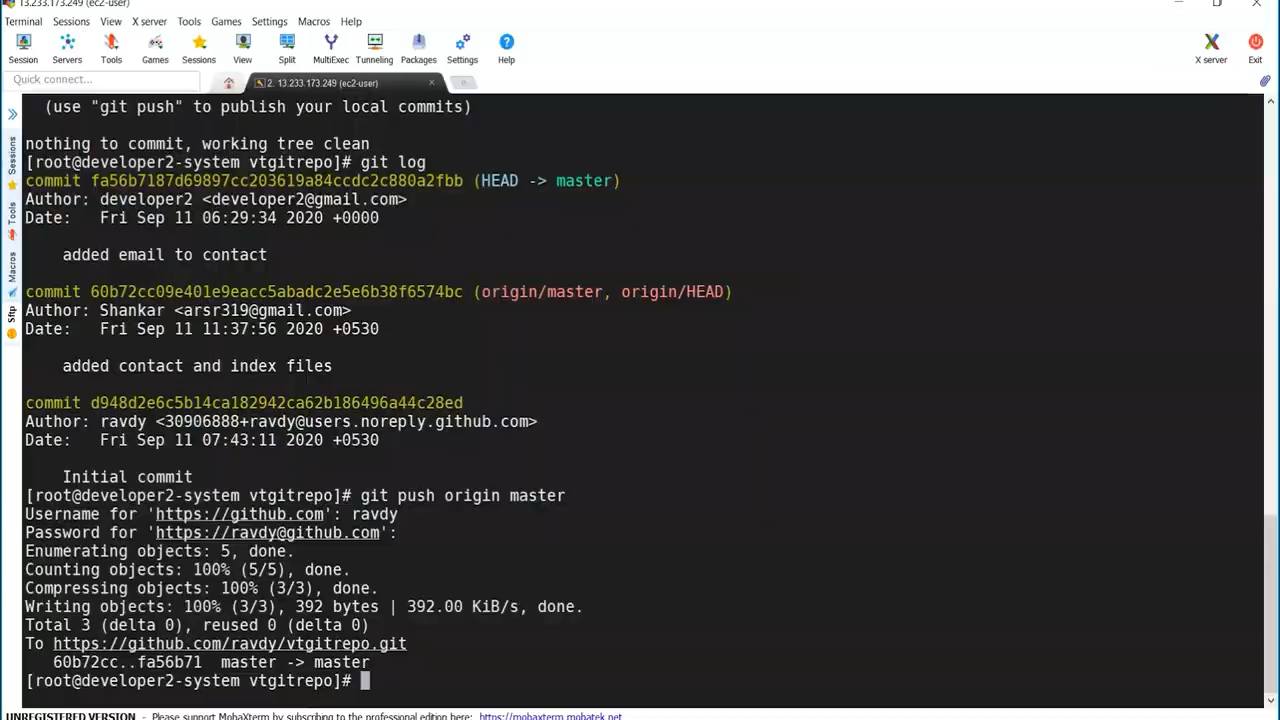 13.233.173.249 (ec2-user)
Terminal Sessions View X server Tools Games Settings Macros Help
Session Servers Tools Games Sessions View Split MultiExec Tunneling Packages Settings Help X server Exit
Quick connect... 2. 13.233.173.249 (ec2-user)
Sessions
Tools
Macros
Sftp
(use "git push" to publish your local commits)
nothing to commit, working tree clean
[root@developer2-system vtgitrepo]# git log
commit fa56b7187d69897cc203619a84ccdc2c880a2fbb (HEAD -> master)
Author: developer2 <developer2@gmail.com>
Date: Fri Sep 11 06:29:34 2020 +0000
added email to contact
commit 60b72cc09e401e9eacc5abadc2e5e6b38f6574bc (origin/master, origin/HEAD)
Author: Shankar <arsr319@gmail.com>
Date: Fri Sep 11 11:37:56 2020 +0530
added contact and index files
commit d948d2e6c5b14ca182942ca62b186496a44c28ed
Author: ravdy <30906888+ravdy@users.noreply.github.com>
Date: Fri Sep 11 07:43:11 2020 +0530
Initial commit
[root@developer2-system vtgitrepo]# git push origin master
Username for 'https://github.com': ravdy
Password for 'https://ravdy@github.com':
Enumerating objects: 5, done.
Counting objects: 100% (5/5), done.
Compressing objects: 100% (3/3), done.
Writing objects: 100% (3/3), 392 bytes | 392.00 KiB/s, done.
Total 3 (delta 0), reused 0 (delta 0)
To https://github.com/ravdy/vtgitrepo.git
60b72cc..fa56b71 master -> master
[root@developer2-system vtgitrepo]#
UNREGISTERED VERSION - Please support MobaXterm by subscribing to the professional edition here: https://mobaxterm.mobatek.net